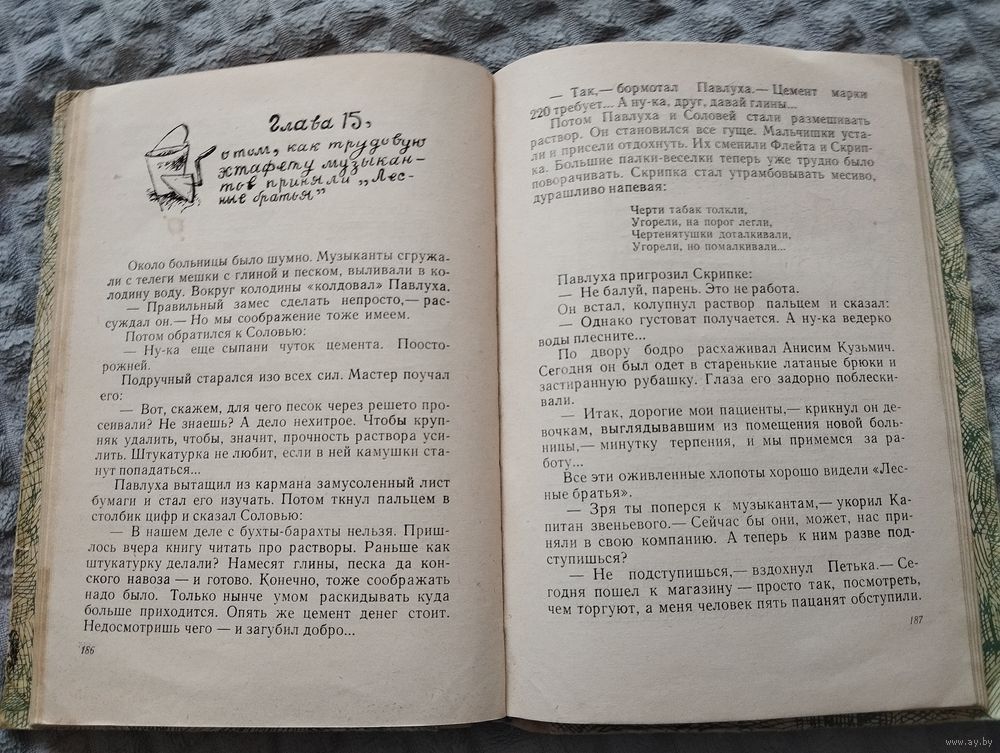 Глава 15,
о том, как трудовую
эстафету музыкан-
тов приняли „Лес-
ные братья"
Около больницы было шумно. Музыканты сгружа-
ли с телеги мешки с глиной и песком, выливали в ко-
лодину воду. Вокруг колодины «колдовал» Павлуха.
— Правильный замес сделать непросто,— рас-
суждал он.— Но мы соображение тоже имеем.
Потом обратился к Соловью:
— Ну-ка еще сыпани чуток цемента. Поосто-
рожней.
Подручный старался изо всех сил. Мастер поучал
его:
— Вот, скажем, для чего песок через решето про-
сеивали? Не знаешь? А дело нехитрое. Чтобы круп-
няк удалить, чтобы, значит, прочность раствора уси-
лить. Штукатурка не любит, если в ней камушки ста-
нут попадаться...
Павлуха вытащил из кармана замусоленный лист
бумаги и стал его изучать. Потом ткнул пальцем в
столбик цифр и сказал Соловью:
— В нашем деле с бухты-барахты нельзя. Приш-
лось вчера книгу читать про растворы. Раньше как
штукатурку делали? Намесят глины, песка да кон-
ского навоза — и готово. Конечно, тоже соображать
надо было. Только нынче умом раскидывать куда
больше приходится. Опять же цемент денег стоит.
Недосмотришь чего — и загубил добро...
186
— Так,— бормотал Павлуха.— Цемент марки
220 требует... А ну-ка, друг, давай глины...
Потом Павлуха и Соловей стали размешивать
раствор. Он становился все гуще. Мальчишки уста-
ли и присели отдохнуть. Их сменили Флейта и Скрип-
ка. Большие палки-веселки теперь уже трудно было
поворачивать. Скрипка стал утрамбовывать месиво,
дурашливо напевая:
Черти табак толкли,
Угорели, на порог легли,
Чертенятушки доталкивали,
Угорели, но помалкивали...
Павлуха пригрозил Скрипке:
— Не балуй, парень. Это не работа.
Он встал, колупнул раствор пальцем и сказал:
— Однако густоват получается. А ну-ка ведерко
воды плесните...
По двору бодро расхаживал Анисим Кузьмич.
Сегодня он был одет в старенькие латаные брюки и
застиранную рубашку. Глаза его задорно поблески-
вали.
— Итак, дорогие мои пациенты,— крикнул он де-
вочкам, выглядывавшим из помещения новой боль-
ницы,— минутку терпения, и мы примемся за ра-
боту...
Все эти оживленные хлопоты хорошо видели «Лес-
ные братья».
— Зря ты поперся к музыкантам,— укорил Ка-
питан звеньевого.— Сейчас бы они, может, нас при-
няли в свою компанию. А теперь к ним разве под-
ступишься?
— Не подступишься,— вздохнул Петька.— Се-
годня пошел к магазину — просто так, посмотреть,
чем торгуют, а меня человек пять пацанят обступили.
187
www.ay.by